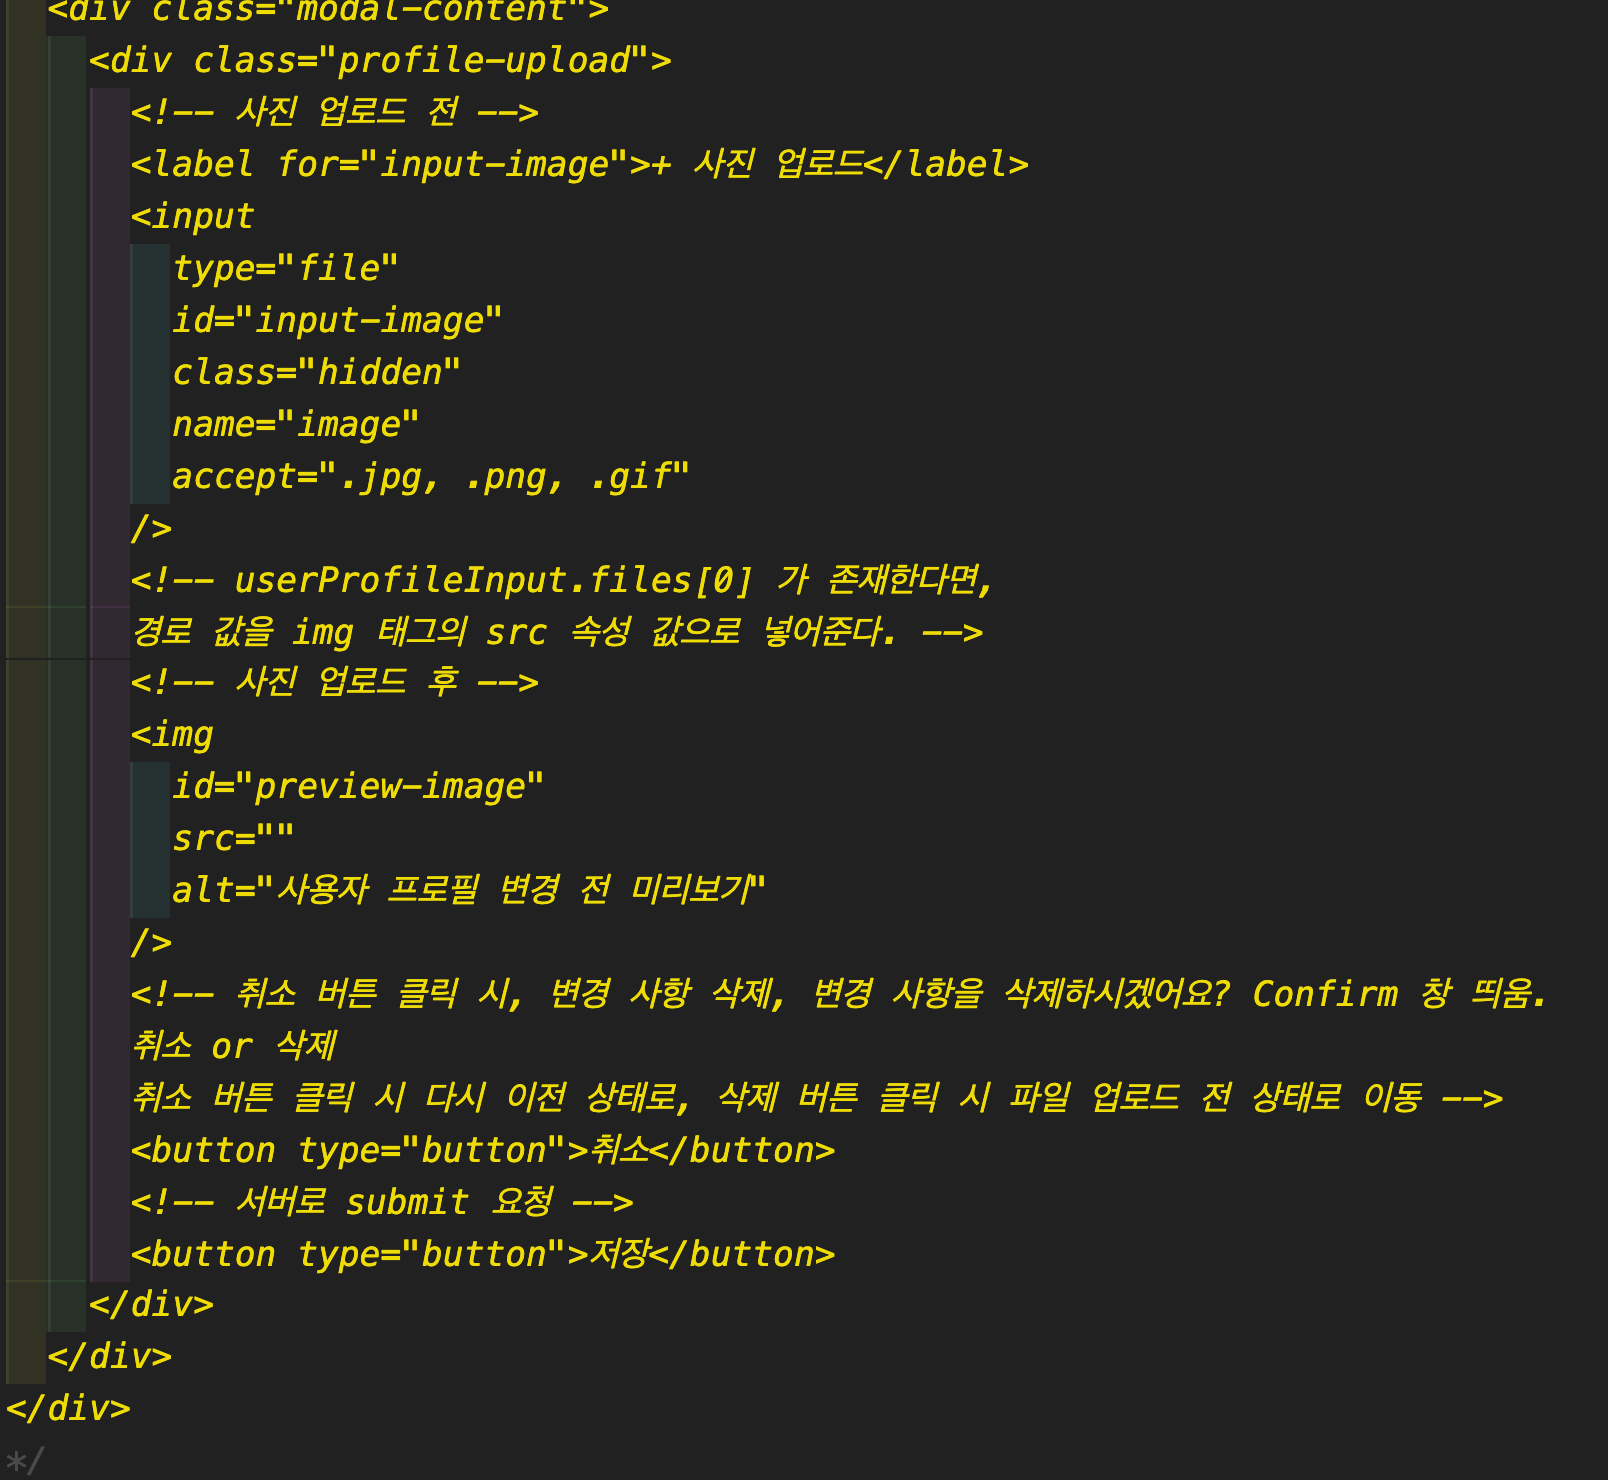 <div class="modal-content">
<div class="profile-upload">
<!-- 사진 업로드 전 -->
<label for="input-image">+ 사진 업로드</label>
<input
type="file"
id="input-image"
class="hidden"
name="image"
accept=".jpg, .png, .gif"
/>
<!-- userProfileInput.files[0] 가 존재한다면,
경로 값을 img 태그의 src 속성 값으로 넣어준다. -->
<!-- 사진 업로드 후 -->
<img
id="preview-image"
src=""
alt="사용자 프로필 변경 전 미리보기"
/>
<!-- 취소 버튼 클릭 시, 변경 사항 삭제, 변경 사항을 삭제하시겠어요? Confirm 창 띄움.
취소 or 삭제
취소 버튼 클릭 시 다시 이전 상태로, 삭제 버튼 클릭 시 파일 업로드 전 상태로 이동 -->
<button type="button">취소</button>
<!-- 서버로 submit 요청 -->
<button type="button">저장</button>
</div>
</div>
</div>
*/